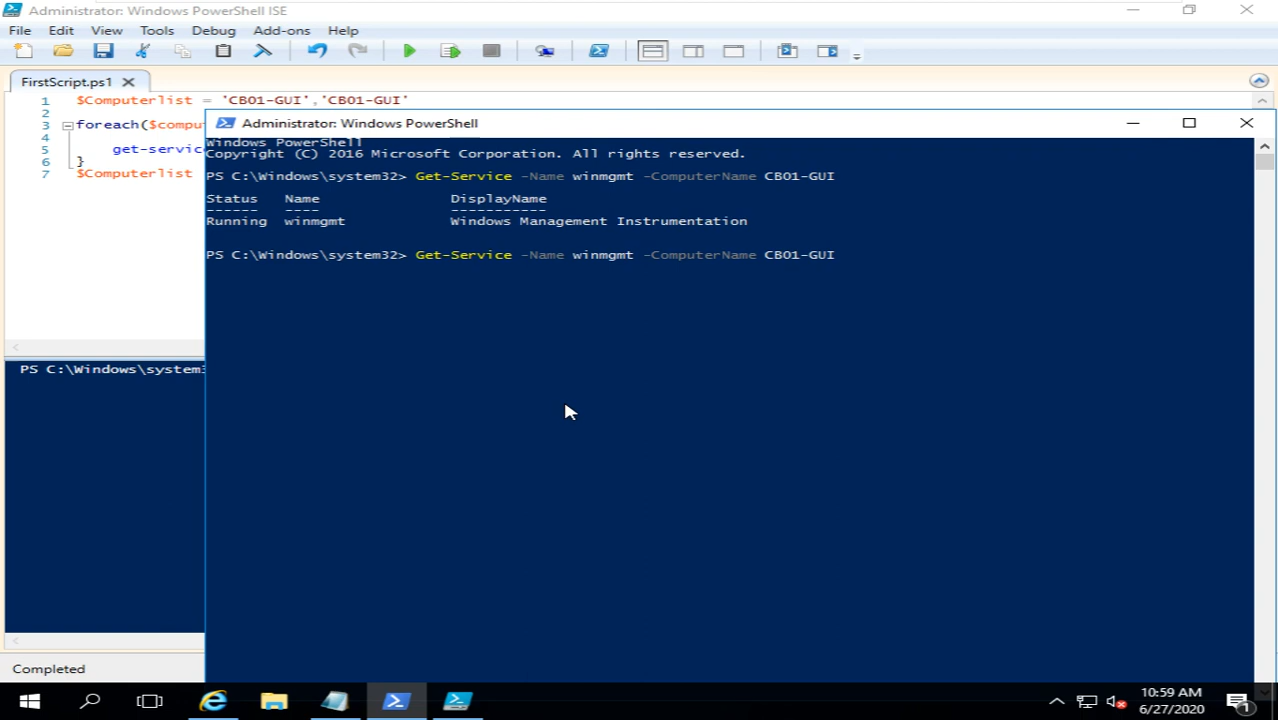 Administrator: Windows PowerShell ISE
File Edit View Tools Debug Add-ons Help
FirstScript.ps1
1 $Computerlist = 'CB01-GUI','CB01-GUI'
2
3 foreach($compu
4
5 get-servic
6 }
7 $Computerlist
Administrator: Windows PowerShell
Windows PowerShell
Copyright (C) 2016 Microsoft Corporation. All rights reserved.
PS C:\Windows\system32> Get-Service -Name winmgmt -ComputerName CB01-GUI
Status Name DisplayName
------ ---- -----------
Running winmgmt Windows Management Instrumentation
PS C:\Windows\system32> Get-Service -Name winmgmt -ComputerName CB01-GUI
PS C:\Windows\system3
Completed
10:59 AM
6/27/2020
1